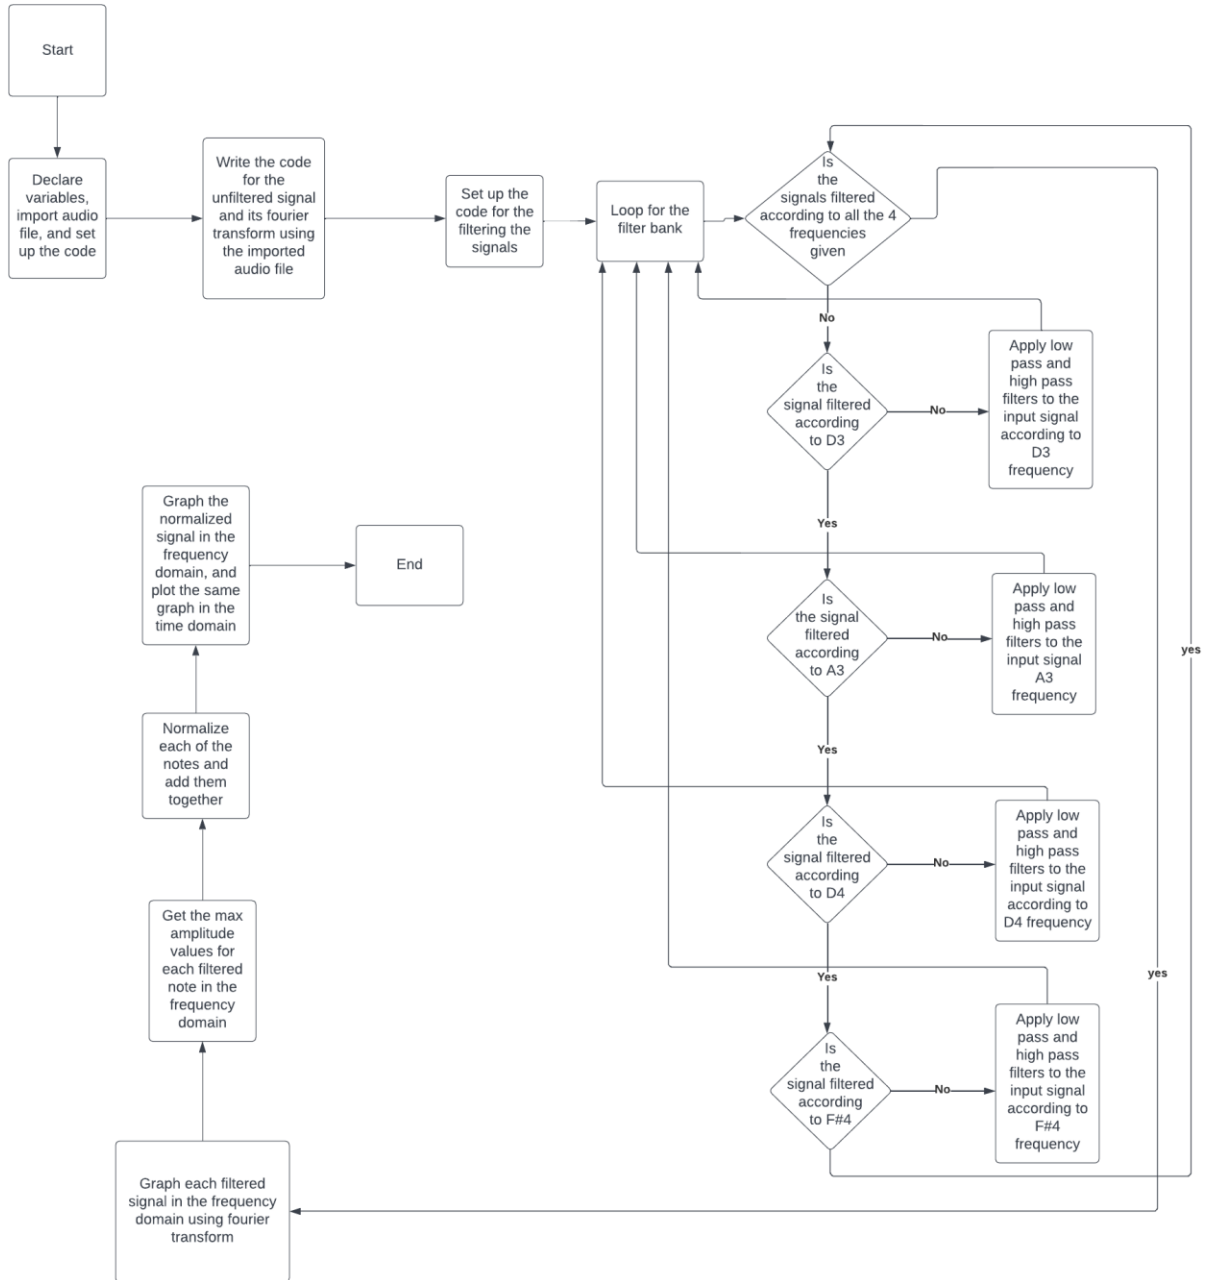 Start
Declare
variables,
import audio
file, and set
up the code
Write the code
for the
unfiltered signal
and its fourier
transform using
the imported
audio file
Set up the
code for the
filtering the
signals
Loop for the
filter bank
Is
the
signals filtered
according to all the 4
frequencies
given
No
Is
the
signal filtered
according
to D3
No
Apply low
pass and
high pass
filters to the
input signal
according to
D3
frequency
Yes
Is
the signal
filtered
according
to A3
No
Apply low
pass and
high pass
filters to the
input signal
A3
frequency
Yes
Is
the
signal filtered
according
to D4
No
Apply low
pass and
high pass
filters to the
input signal
according to
D4 frequency
Yes
Is
the
signal filtered
according
to F#4
No
Apply low
pass and
high pass
filters to the
input signal
according to
F#4
frequency
yes
yes
Graph each filtered
signal in the frequency
domain using fourier
transform
Get the max
amplitude
values for
each filtered
note in the
frequency
domain
Normalize
each of the
notes and
add them
together
Graph the
normalized
signal in the
frequency
domain, and
plot the same
graph in the
time domain
End